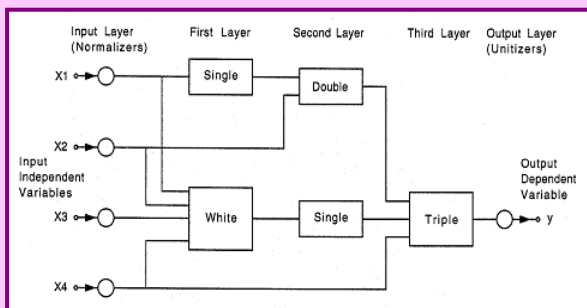 Input Layer First Layer Second Layer Third Layer Output Layer
(Normalizers) (Unitizers)
X1 Single
Double
X2
Input
Independent
Variables
Output
Dependent
Variable
X3 White Single Triple y
X4